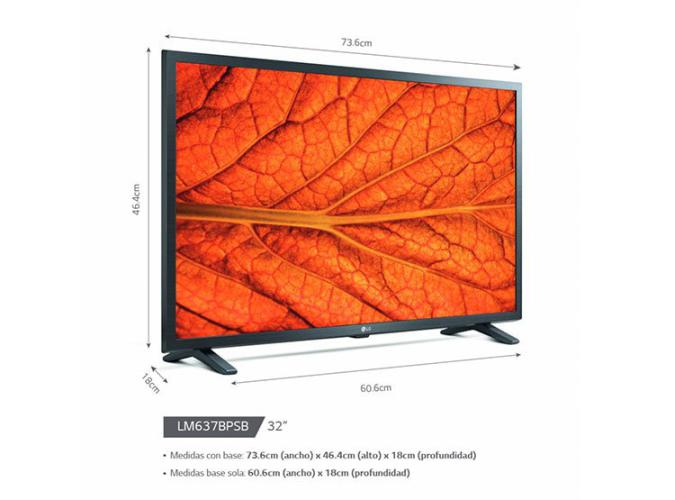 73.6cm
46.4cm
LG
18cm
60.6cm
LM637BPSB 32"
• Medidas con base: 73.6cm (ancho) x 46.4cm (alto) x 18cm (profundidad)
• Medidas base sola: 60.6cm (ancho) x 18cm (profundidad)